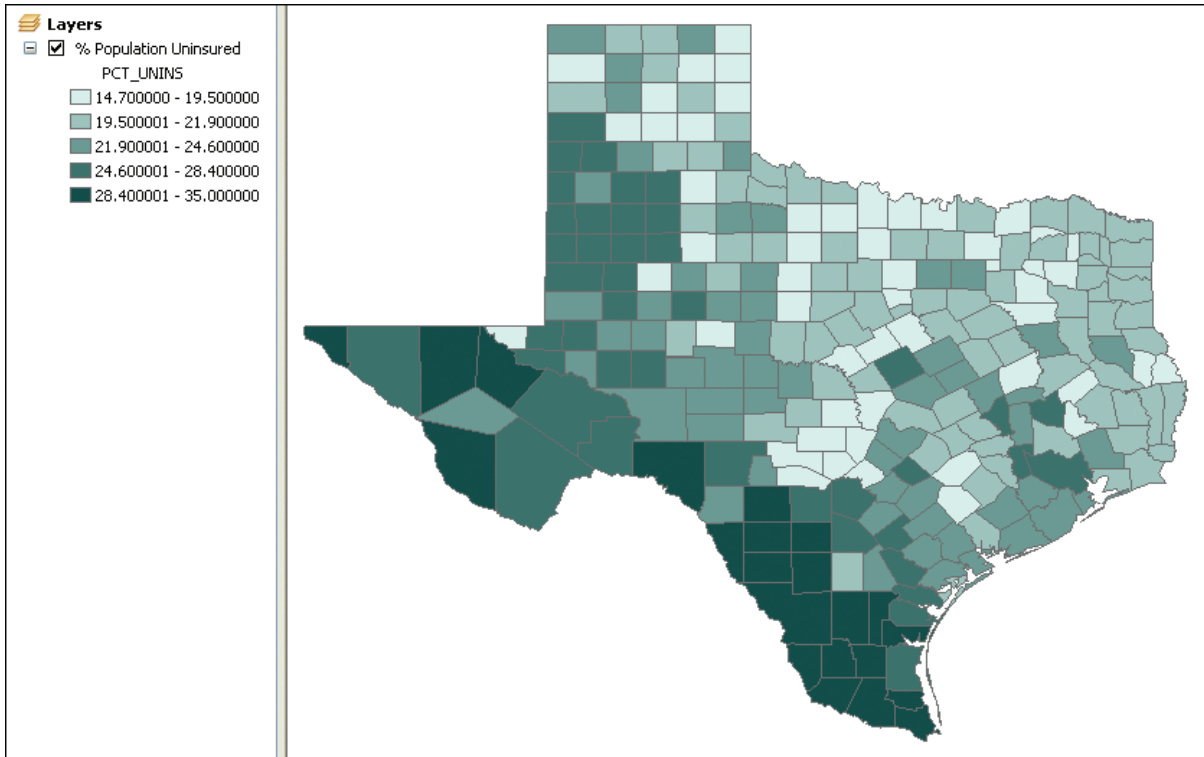 Layers
% Population Uninsured
PCT_UNINS
14.700000 - 19.500000
19.500001 - 21.900000
21.900001 - 24.600000
24.600001 - 28.400000
28.400001 - 35.000000